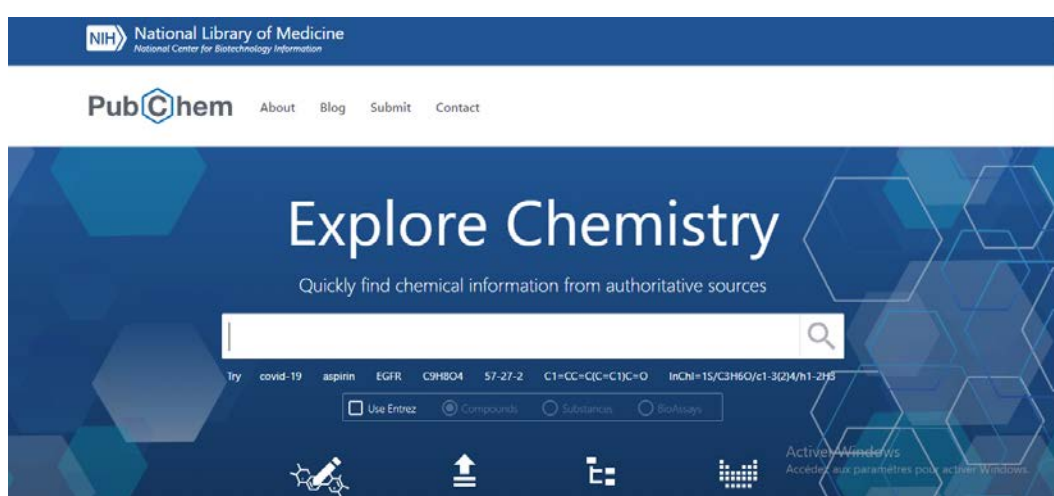 NIH National Library of Medicine
National Center for Biotechnology Information
PubChem About Blog Submit Contact
Explore Chemistry
Quickly find chemical information from authoritative sources
Try covid-19 aspirin EGFR C9H8O4 57-27-2 C1=CC=C(C=C1)C=O InChI=1S/C3H6O/c1-3(2)4/h1-2H3
Use Entrez Compounds Substances BioAssays
Activer Windows
Accédez aux paramètres pour activer Windows.